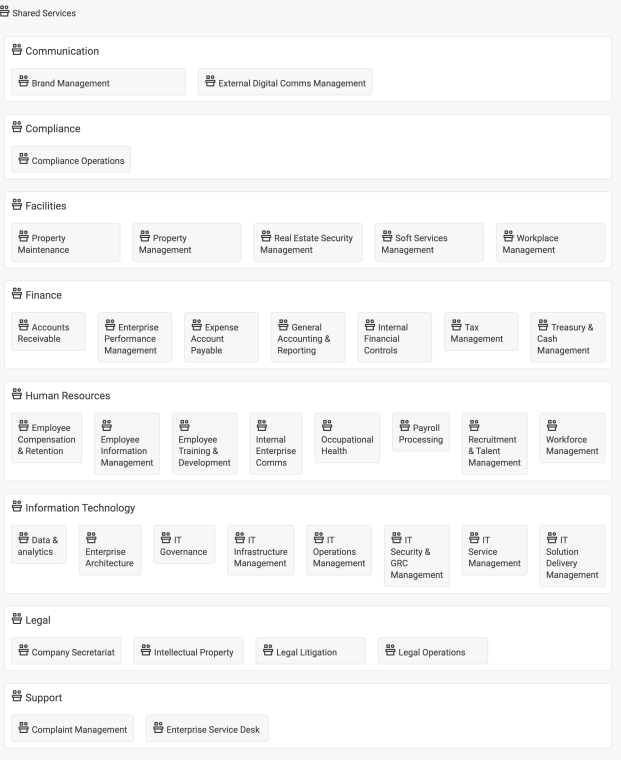 Shared Services
Communication
Brand Management
External Digital Comms Management
Compliance
Compliance Operations
Facilities
Property
Maintenance
Property
Management
Real Estate Security
Management
Soft Services
Management
Workplace
Management
Finance
Accounts
Receivable
Enterprise
Performance
Management
Expense
Account
Payable
General
Accounting &
Reporting
Internal
Financial
Controls
Tax
Management
Treasury &
Cash
Management
Human Resources
Employee
Compensation
& Retention
Employee
Information
Management
Employee
Training &
Development
Internal
Enterprise
Comms
Occupational
Health
Payroll
Processing
Recruitment
& Talent
Management
Workforce
Management
Information Technology
Data &
analytics
Enterprise
Architecture
IT
Governance
IT
Infrastructure
Management
IT
Operations
Management
IT
Security &
GRC
Management
IT
Service
Management
IT
Solution
Delivery
Management
Legal
Company Secretariat
Intellectual Property
Legal Litigation
Legal Operations
Support
Complaint Management
Enterprise Service Desk